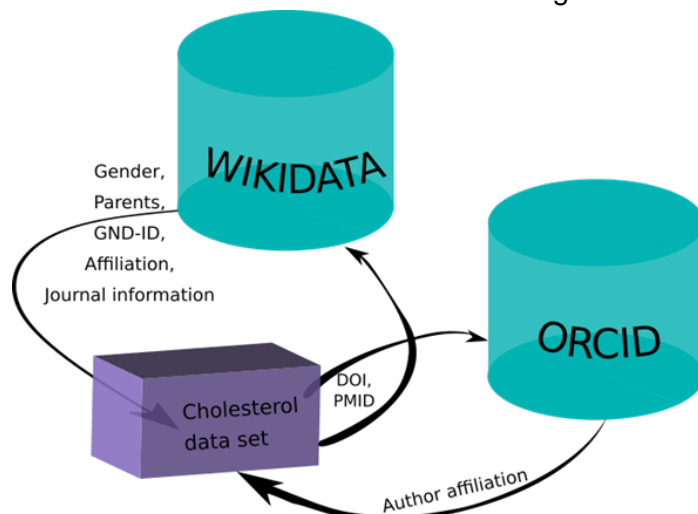 WIKIDATA
Gender,
Parents,
GND-ID,
Affiliation,
Journal information
ORCID
DOI,
PMID
Cholesterol
data set
Author affiliation